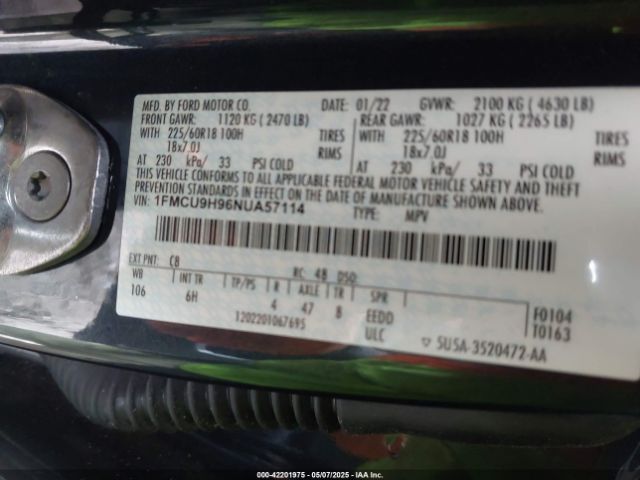 MFD. BY FORD MOTOR CO. 01/22 GVWR: 2100 KG ( 4630 LB)
FRONT GAWR: 1120 KG ( 2470 LB) REAR GAWR: 1027 KG ( 2265 LB)
WITH 225/60R18 100H TIRES WITH 225/60R18 100H TIRES
18x7.0J RIMS 18x7.0J RIMS
AT 230 kPa/ 33 PSI COLD AT 230 kPa/ 33 PSI COLD
THIS VEHICLE CONFORMS TO ALL APPLICABLE FEDERAL MOTOR VEHICLE SAFETY AND THEFT
PREVENTION STANDARDS IN EFFECT ON THE DATE OF MANUFACTURE SHOWN ABOVE.
VIN: 1FMCU9H96NUA57114 TYPE: MPV
EXT PNT: CB RC: 48 DSO:
WB INT TR TP/PS R AXLE TR SPR
106 6H 4 47 8 EEDD F0104
1202201067695 ULC T0163
5U5A-3520472-AA
000-42201975 05/07/2025 Copyright IAA, Inc.